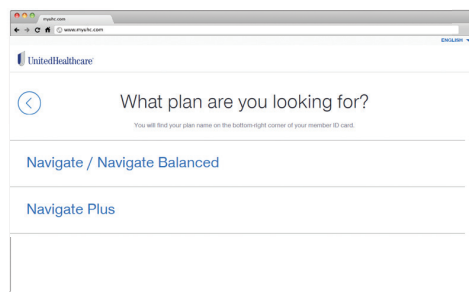 myuhc.com
www.myuhc.com
ENGLISH
UnitedHealthcare
What plan are you looking for?
You will find your plan name on the bottom-right corner of your member ID card.
Navigate / Navigate Balanced
Navigate Plus